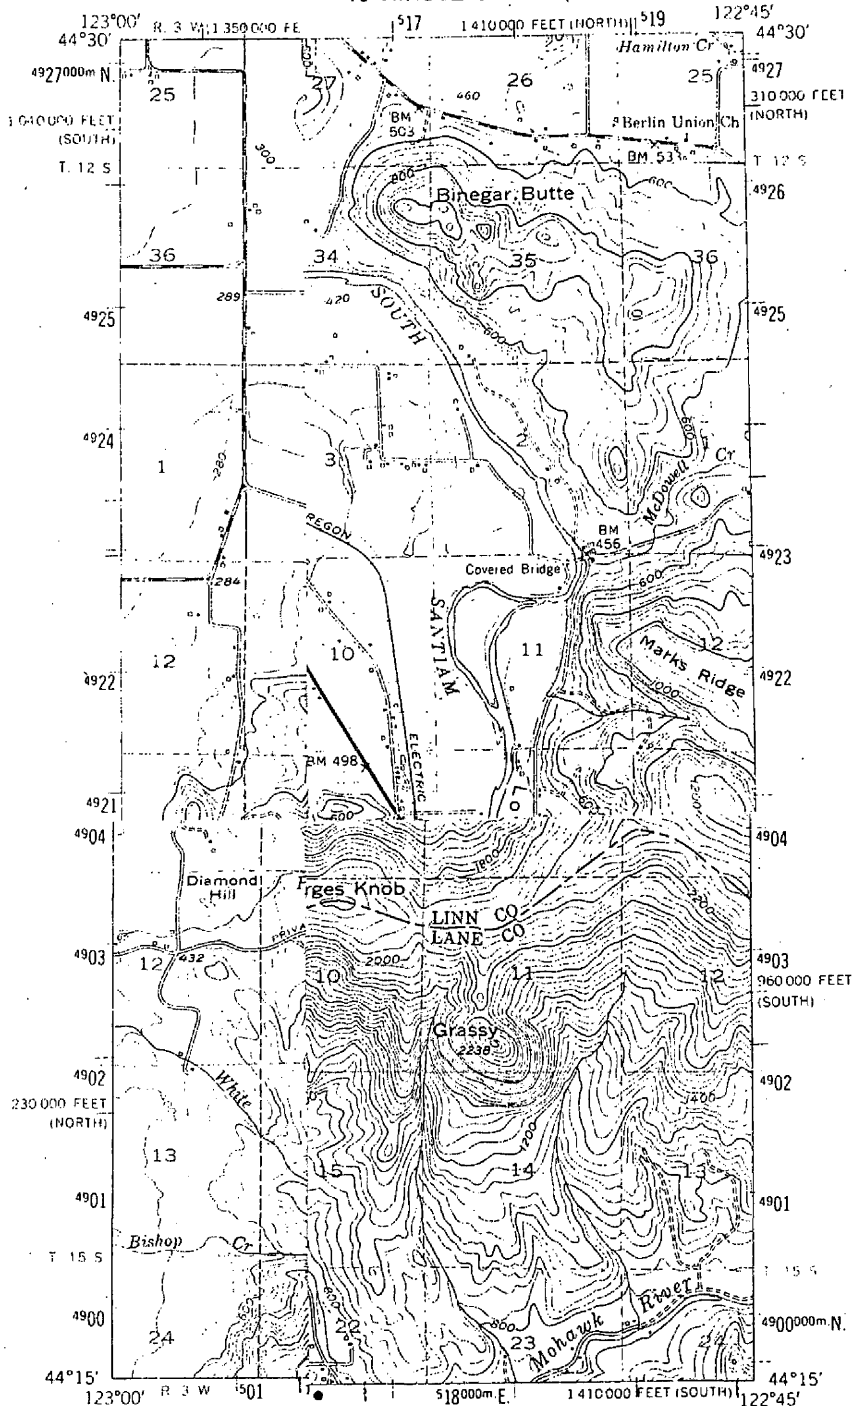 123°00'
R. 3 W.
1 350 000 FE
517
1 410 000 FEET (NORTH)
519
122°45'
44°30'
44°30'
Hamilton Cr
4927000m N.
25
27
26
25
4927
460
310 000 FEET
(NORTH)
1 040 000 FEET
(SOUTH)
BM
503
Berlin Union Ch
BM 533
T. 12 S
T 12 S
300
800
600
Binegar Butte
4926
36
34
35
36
289
420
SOUTH
600
4925
4925
4924
1
280
3
2
600
McDowell Cr
REGON
BM
456
4923
Covered Bridge
284
600
SANTIAM
12
10
11
12
Marks Ridge
4922
4922
1000
BM 498
ELECTRIC
1200
4921
600
600
4904
4904
1800
Diamond
Hill
rges Knob
LINN CO
LANE CO
2200
PRIVA
4903
432
4903
12
10
2000
11
12
960 000 FEET
(SOUTH)
Grassy
2238
4902
4902
White
230 000 FEET
(NORTH)
1400
1200
13
15
14
13
4901
4901
Bishop Cr
T 15 S
T 15 S
800
Mohawk River
4900
800
4900000m N.
24
23
24
44°15'
44°15'
123°00'
R 3 W
501
518000m E.
1 410 000 FEET (SOUTH)
122°45'